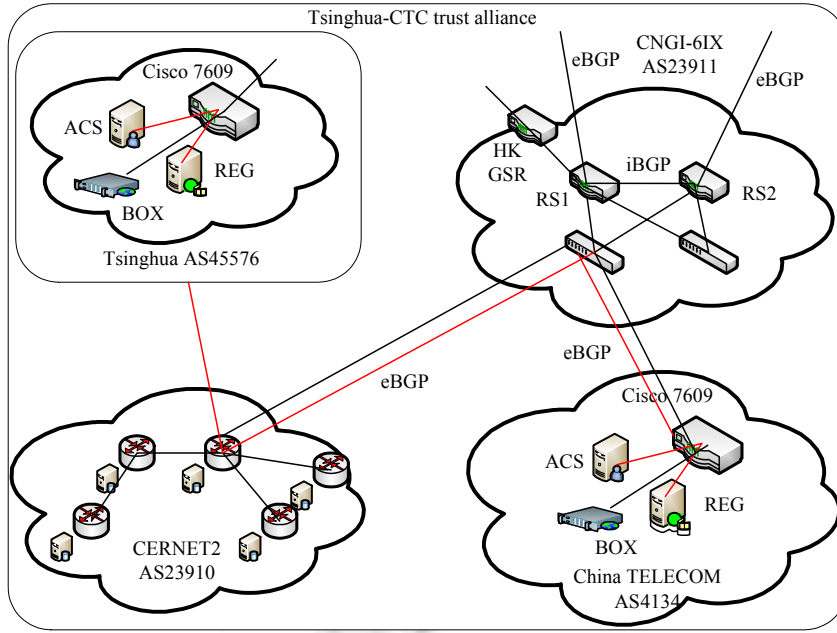 Tsinghua-CTC trust alliance
Cisco 7609
ACS
REG
BOX
Tsinghua AS45576
CNGI-6IX
AS23911
eBGP
eBGP
HK
GSR
iBGP
RS1
RS2
eBGP
eBGP
CERNET2
AS23910
Cisco 7609
ACS
REG
BOX
China TELECOM
AS4134